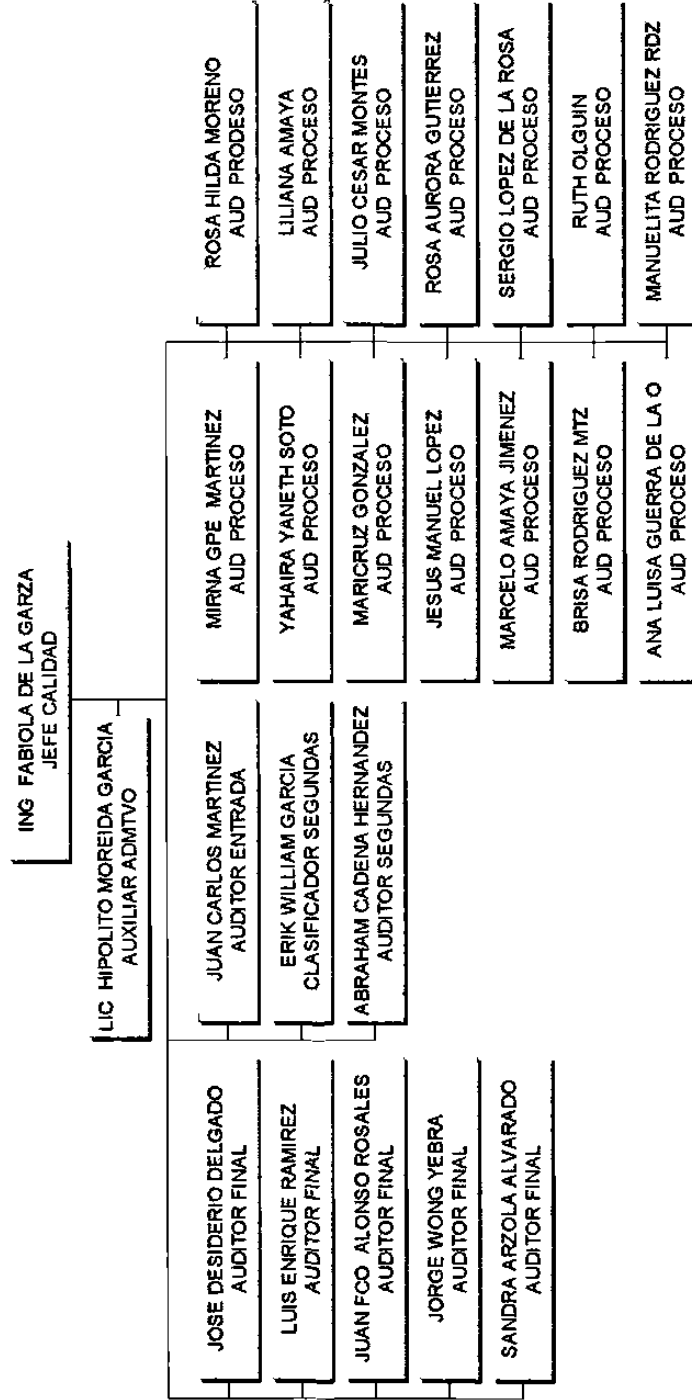 ING FABIOLA DE LA GARZA
JEFE CALIDAD
LIC HIPOLITO MOREIDA GARCIA
AUXILIAR ADMTVO
JOSE DESIDERIO DELGADO
AUDITOR FINAL
LUIS ENRIQUE RAMIREZ
AUDITOR FINAL
JUAN FCO ALONSO ROSALES
AUDITOR FINAL
JORGE WONG YEBRA
AUDITOR FINAL
SANDRA ARZOLA ALVARADO
AUDITOR FINAL
JUAN CARLOS MARTINEZ
AUDITOR ENTRADA
ERIK WILLIAM GARCIA
CLASIFICADOR SEGUNDAS
ABRAHAM CADENA HERNANDEZ
AUDITOR SEGUNDAS
MIRNA GPE MARTINEZ
AUD PROCESO
YAHAIRA YANETH SOTO
AUD PROCESO
MARICRUZ GONZALEZ
AUD PROCESO
JESUS MANUEL LOPEZ
AUD PROCESO
MARCELO AMAYA JIMENEZ
AUD PROCESO
BRISA RODRIGUEZ MTZ
AUD PROCESO
ANA LUISA GUERRA DE LA O
AUD PROCESO
ROSA HILDA MORENO
AUD PRODESO
LILIANA AMAYA
AUD PROCESO
JULIO CESAR MONTES
AUD PROCESO
ROSA AURORA GUTIERREZ
AUD PROCESO
SERGIO LOPEZ DE LA ROSA
AUD PROCESO
RUTH OLGUIN
AUD PROCESO
MANUELITA RODRIGUEZ RDZ
AUD PROCESO